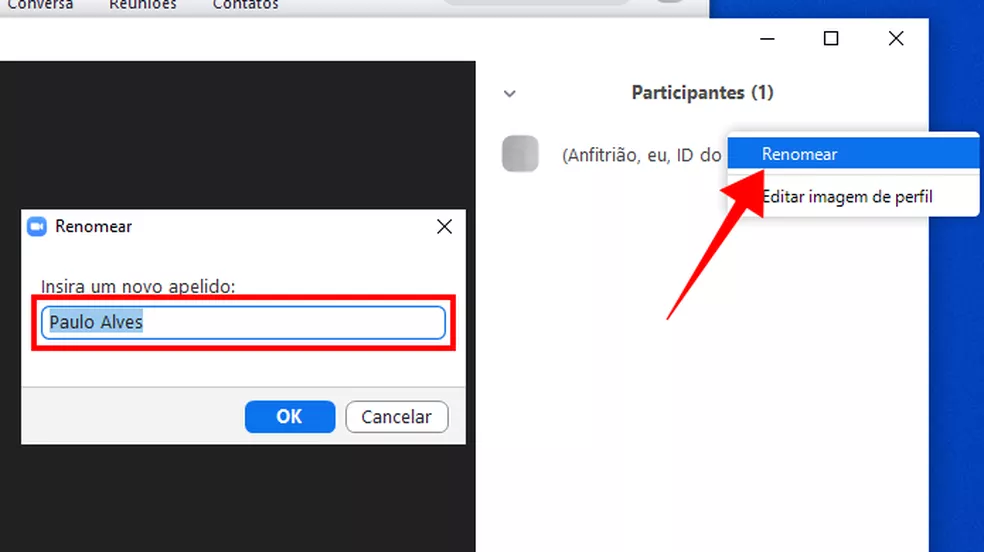 Conversa Reuniões Contatos
Participantes (1)
(Anfitrião, eu, ID do
Renomear
Editar imagem de perfil
Renomear
Insira um novo apelido:
Paulo Alves
OK Cancelar